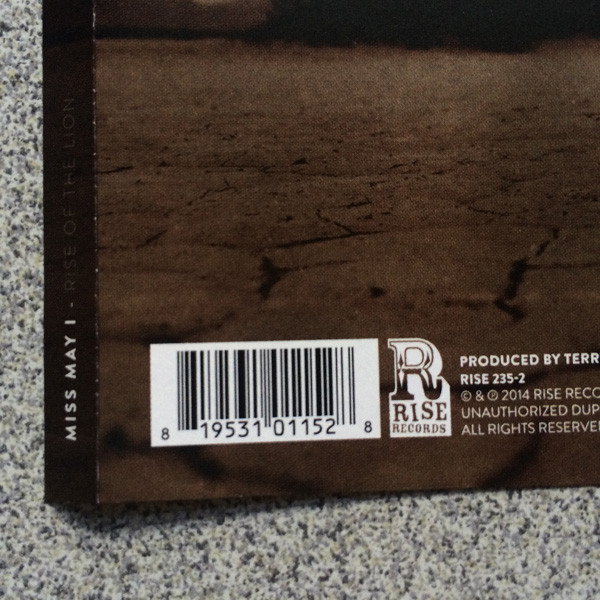 MISS MAY I - RISE OF THE LION
8 19531 01152 8
R
RISE
RECORDS
PRODUCED BY TERR
RISE 235-2
© & ℗ 2014 RISE RECO
UNAUTHORIZED DUP
ALL RIGHTS RESERVE